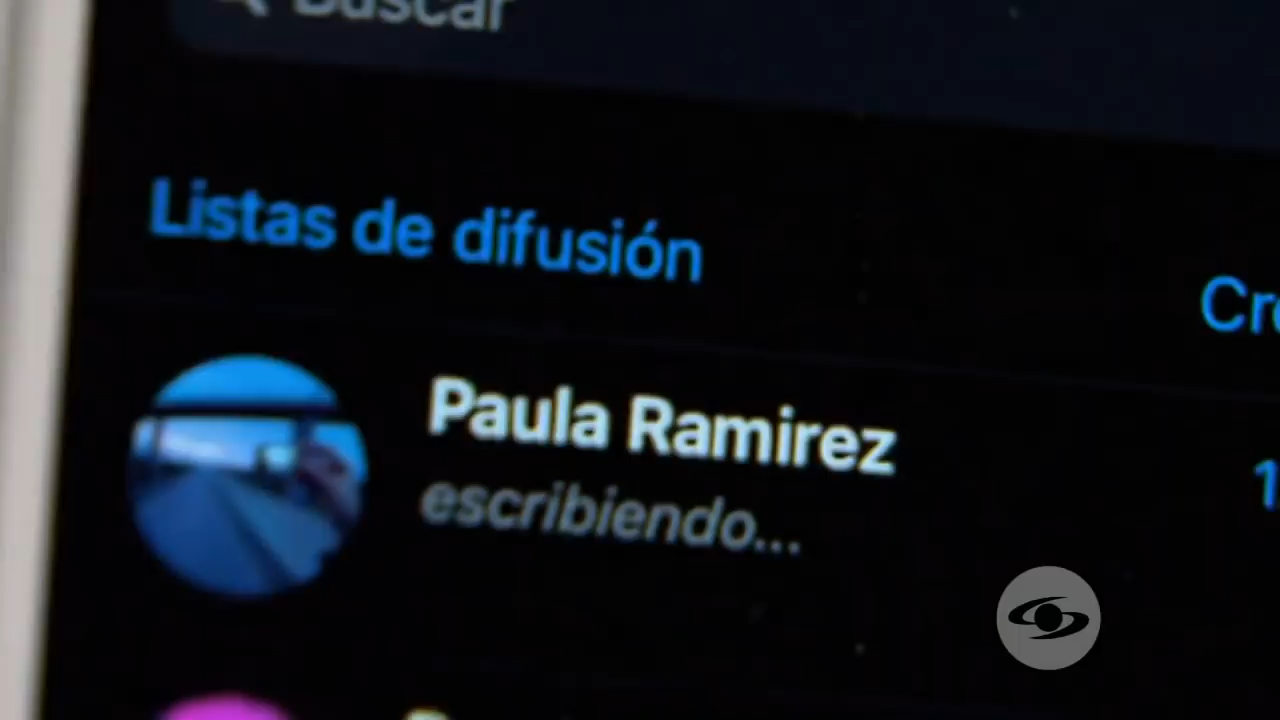 Buscar
Listas de difusión
Paula Ramirez
escribiendo...